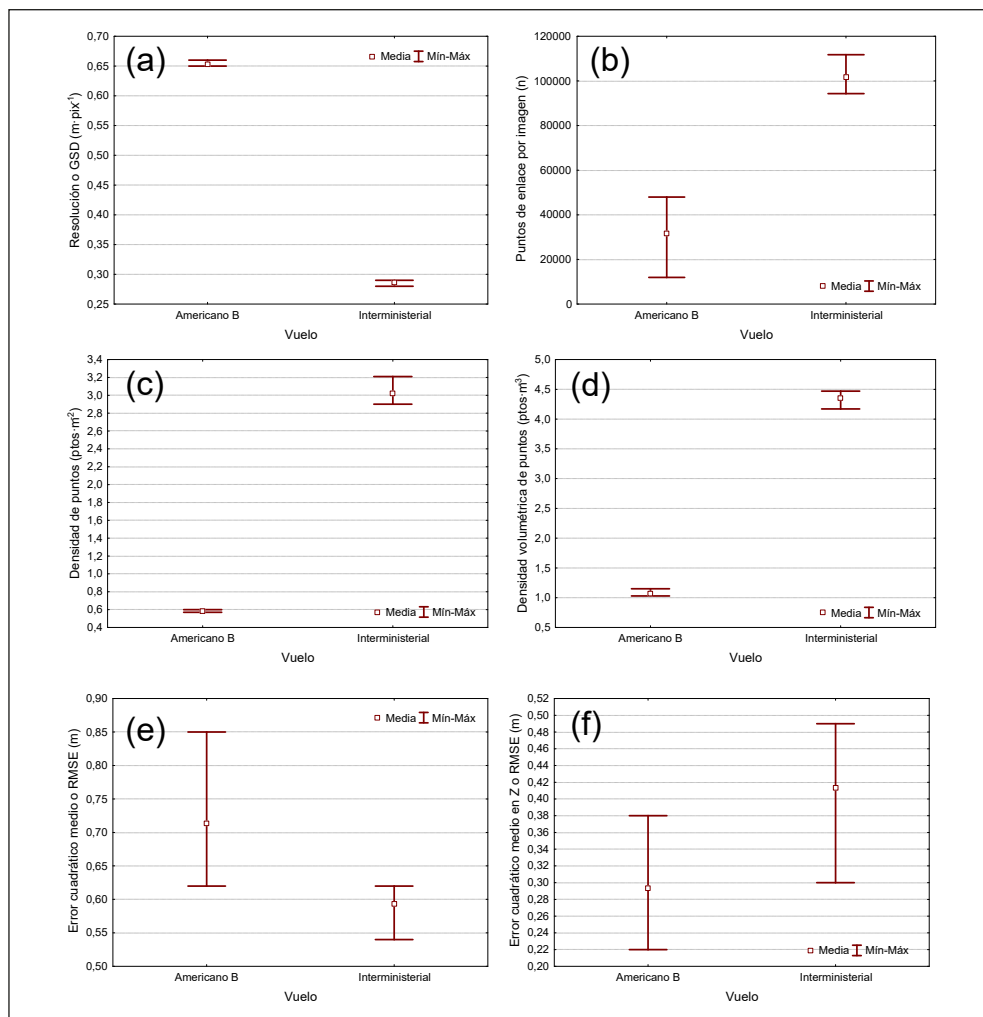 (a)
Resolución o GSD (m·pix⁻¹)
0,70
0,65
0,60
0,55
0,50
0,45
0,40
0,35
0,30
0,25
Media Mín-Máx
Americano B Interministerial
Vuelo
(b)
Puntos de enlace por imagen (n)
120000
100000
80000
60000
40000
20000
0
Media Mín-Máx
Americano B Interministerial
Vuelo
(c)
Densidad de puntos (ptos·m²)
3,4
3,2
3,0
2,8
2,6
2,4
2,2
2,0
1,8
1,6
1,4
1,2
1,0
0,8
0,6
0,4
Media Mín-Máx
Americano B Interministerial
Vuelo
(d)
Densidad volumétrica de puntos (ptos·m³)
5,0
4,5
4,0
3,5
3,0
2,5
2,0
1,5
1,0
0,5
Media Mín-Máx
Americano B Interministerial
Vuelo
(e)
Error cuadrático medio o RMSE (m)
0,90
0,85
0,80
0,75
0,70
0,65
0,60
0,55
0,50
Media Mín-Máx
Americano B Interministerial
Vuelo
(f)
Error cuadrático medio en Z o RMSE (m)
0,52
0,50
0,48
0,46
0,44
0,42
0,40
0,38
0,36
0,34
0,32
0,30
0,28
0,26
0,24
0,22
0,20
Media Mín-Máx
Americano B Interministerial
Vuelo